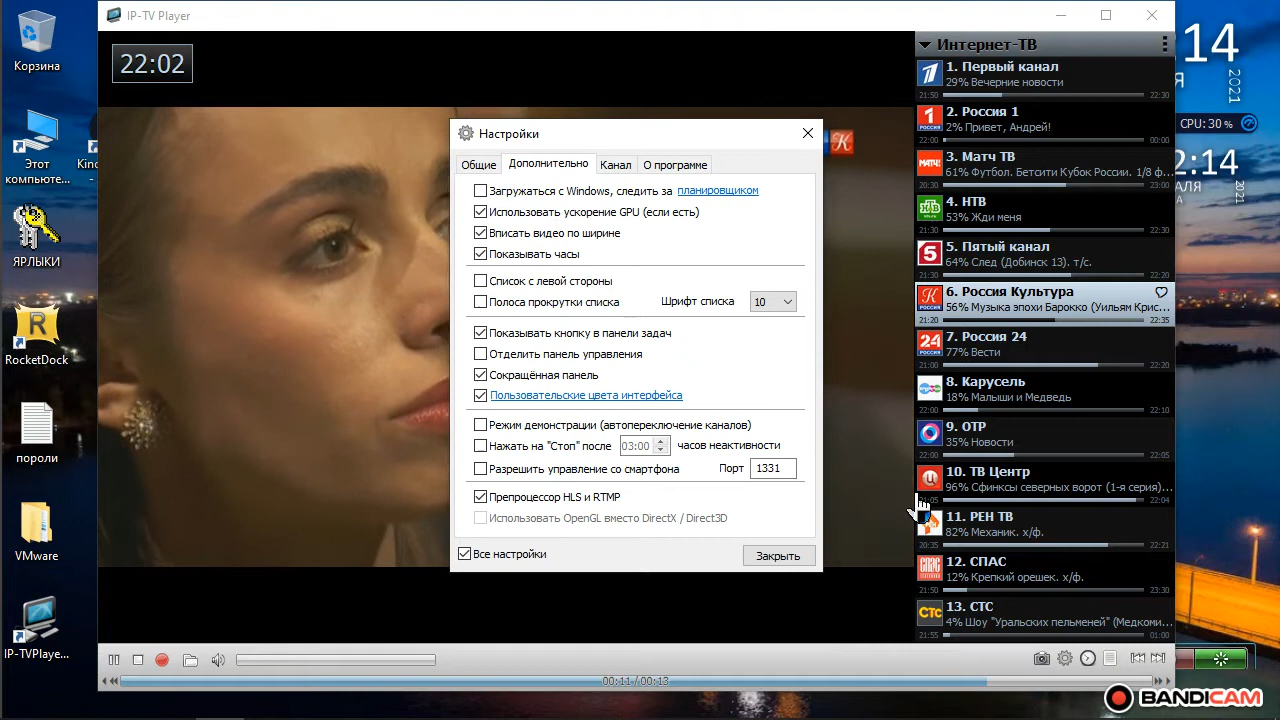 Корзина
Этот
компьюте...
Kinc
-
ЯРЛЫКИ
RocketDock
пороли
VMware
IP-TVPlaye...
IP-TV Player
22:02
Настройки
Общие
Дополнительно
Канал
О программе
Загружаться с Windows, следить за планировщиком
Использовать ускорение GPU (если есть)
Вписать видео по ширине
Показывать часы
Список с левой стороны
Полоса прокрутки списка
Шрифт списка
10
Показывать кнопку в панели задач
Отделить панель управления
Сокращённая панель
Пользовательские цвета интерфейса
Режим демонстрации (автопереключение каналов)
Нажать на "Стоп" после 03:00 часов неактивности
Разрешить управление со смартфона
Порт 1331
Препроцессор HLS и RTMP
Использовать OpenGL вместо DirectX / Direct3D
Все настройки
Закрыть
Интернет-ТВ
1. Первый канал
29% Вечерние новости
21:50 22:30
2. Россия 1
2% Привет, Андрей!
22:00 00:00
3. Матч ТВ
61% Футбол. Бетсити Кубок России. 1/8 ф...
20:30 23:00
4. НТВ
53% Жди меня
21:30 22:30
5. Пятый канал
64% След (Добинск 13). т/с.
21:30 22:20
6. Россия Культура
56% Музыка эпохи Барокко (Уильям Крис...
21:20 22:35
7. Россия 24
77% Вести
21:00 22:20
8. Карусель
18% Малыши и Медведь
22:00 22:10
9. ОТР
35% Новости
22:00 22:05
10. ТВ Центр
96% Сфинксы северных ворот (1-я серия)...
21:05 22:04
11. РЕН ТВ
82% Механик. х/ф.
20:35 22:21
12. СПАС
12% Крепкий орешек. х/ф.
21:50 23:30
13. СТС
4% Шоу "Уральских пельменей" (Медкоми...
21:55 01:00
00:11 / 00:13
14
2021
CPU: 30 %
2:14
2021
BANDICAM